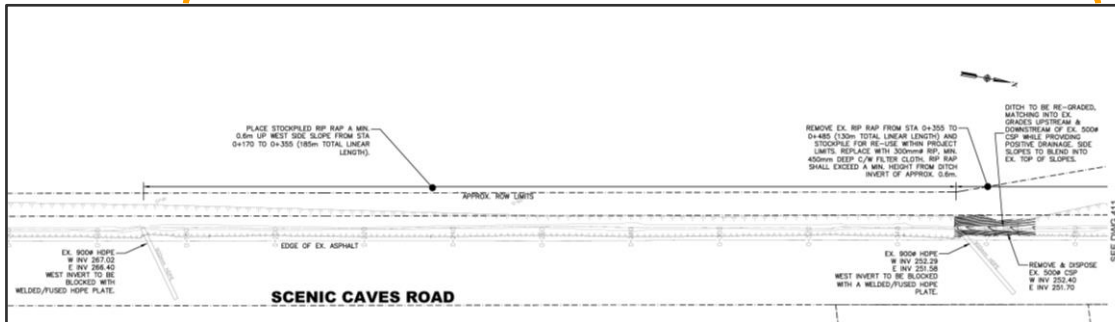 PLACE STOCKPILED RIP RAP A MIN.
0.6m UP WEST SIDE SLOPE FROM STA
0+170 TO 0+355 (185m TOTAL LINEAR
LENGTH).
REMOVE EX. RIP RAP FROM STA 0+355 TO
0+485 (130m TOTAL LINEAR LENGTH) AND
STOCKPILE FOR RE-USE WITHIN PROJECT
LIMITS. REPLACE WITH 300mmø RIP, MIN.
450mm DEEP C/W FILTER CLOTH. RIP RAP
SHALL EXCEED A MIN. HEIGHT FROM DITCH
INVERT OF APPROX. 0.6m.
DITCH TO BE RE-GRADED,
MATCHING INTO EX.
GRADES UPSTREAM &
DOWNSTREAM OF EX. 500ø
CSP WHILE PROVIDING
POSITIVE DRAINAGE. SIDE
SLOPES TO BLEND INTO
EX. TOP OF SLOPES.
APPROX. ROW LIMITS
EDGE OF EX. ASPHALT
EX. 900ø HDPE
W INV 267.02
E INV 266.40
WEST INVERT TO BE
BLOCKED WITH
WELDED/FUSED HDPE PLATE.
SCENIC CAVES ROAD
EX. 900ø HDPE
W INV 252.29
E INV 251.58
WEST INVERT TO BE BLOCKED
WITH A WELDED/FUSED HDPE
PLATE.
REMOVE & DISPOSE
EX. 500ø CSP
W INV 252.40
E INV 251.70
SEE DWG 111